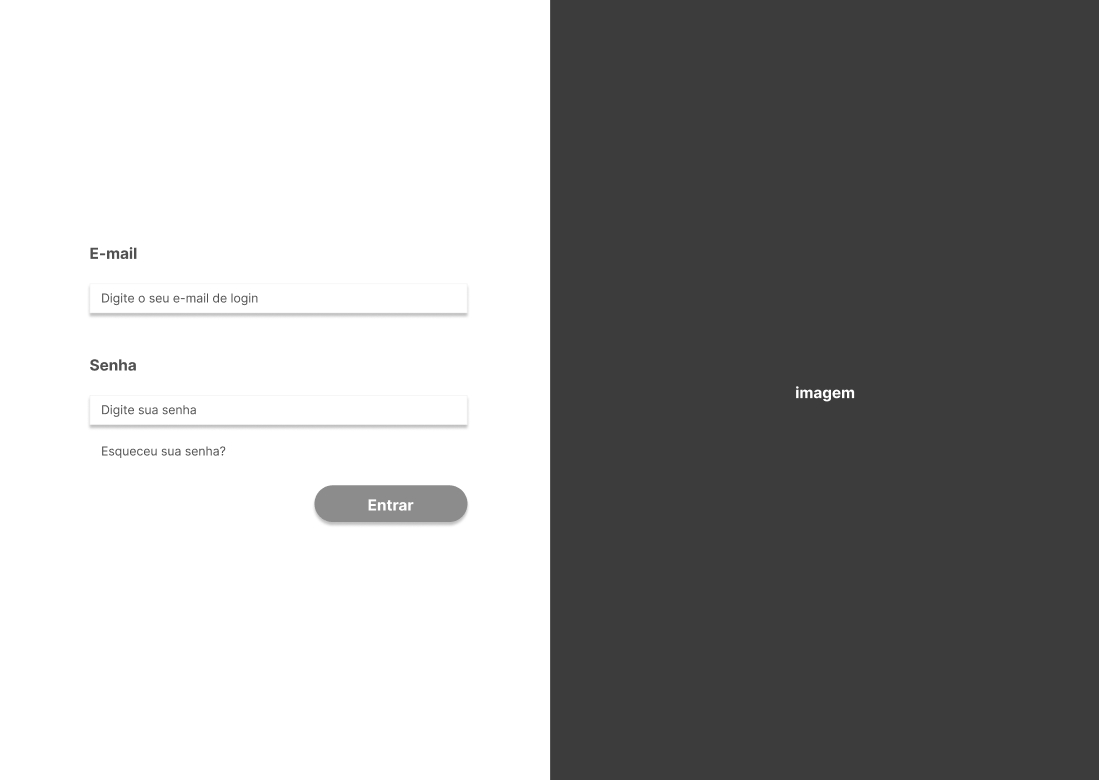 E-mail
Digite o seu e-mail de login
Senha
Digite sua senha
Esqueceu sua senha?
Entrar
imagem